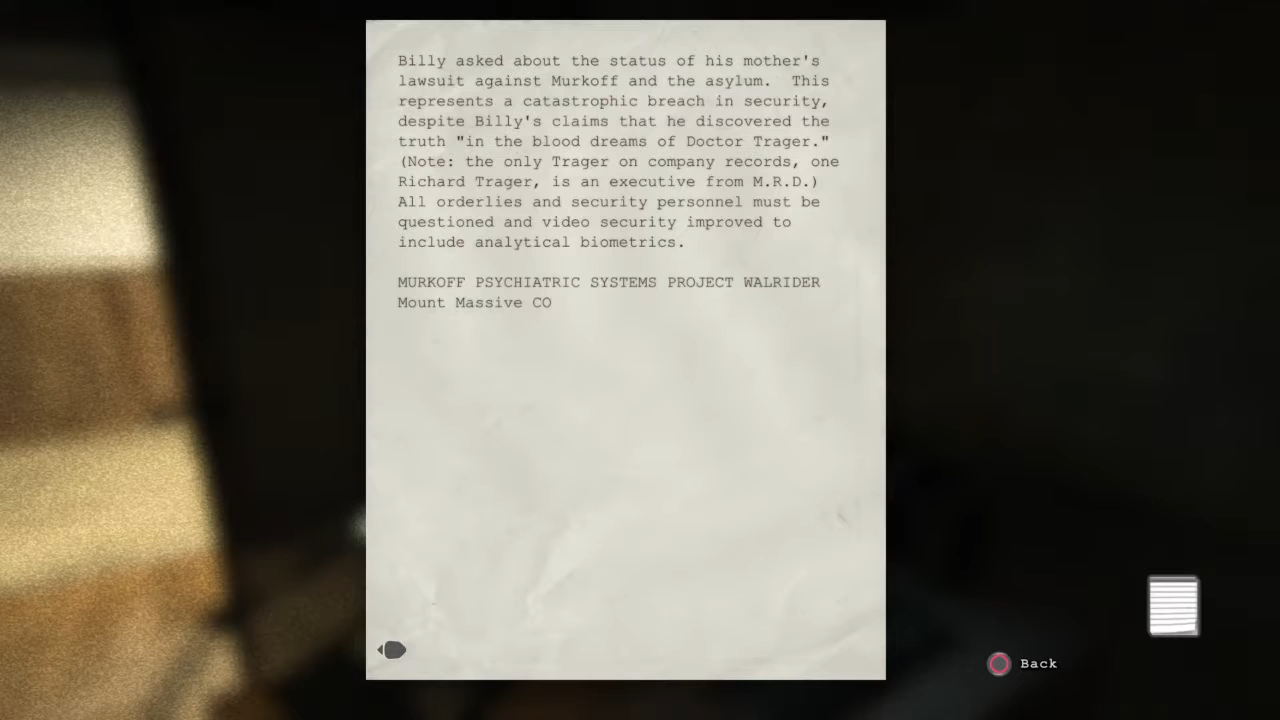 Billy asked about the status of his mother's
lawsuit against Murkoff and the asylum.  This
represents a catastrophic breach in security,
despite Billy's claims that he discovered the
truth "in the blood dreams of Doctor Trager."
(Note: the only Trager on company records, one
Richard Trager, is an executive from M.R.D.)
All orderlies and security personnel must be
questioned and video security improved to
include analytical biometrics.

MURKOFF PSYCHIATRIC SYSTEMS PROJECT WALRIDER
Mount Massive CO
Back